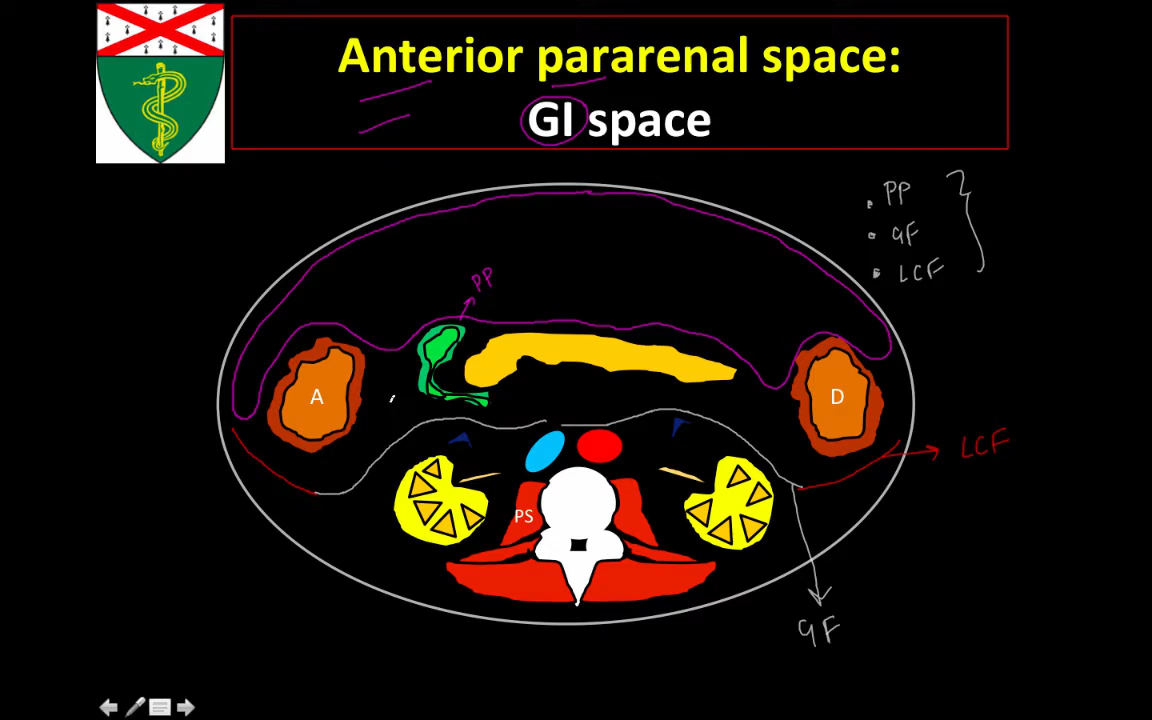 Anterior pararenal space:
GI space
. PP
. GF
. LCF
PP
A
D
LCF
PS
GF